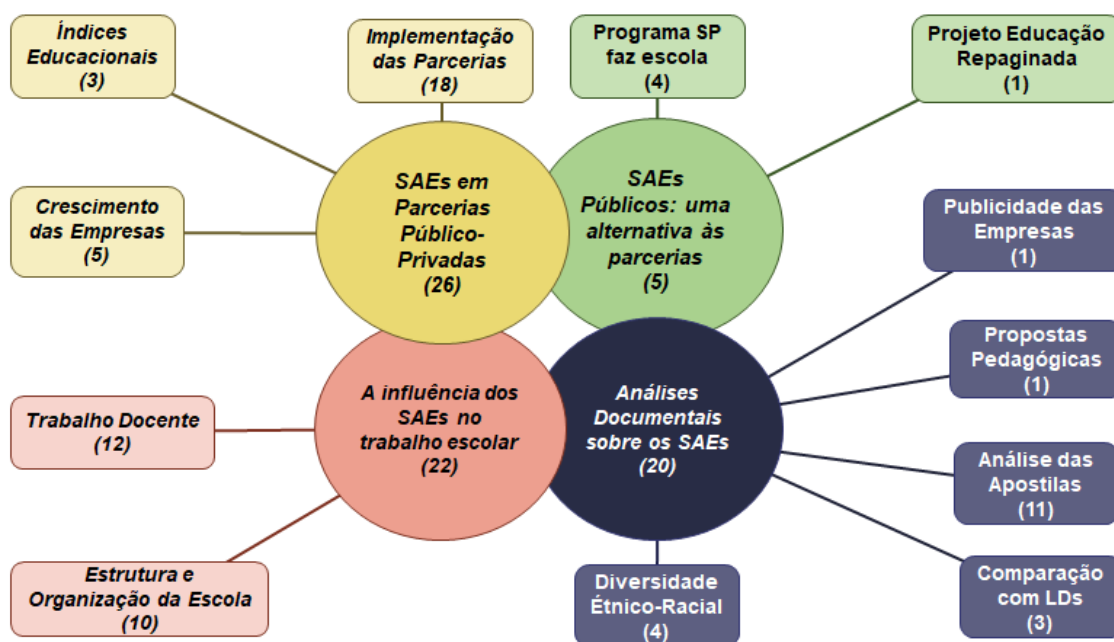 Índices
Educacionais
(3)
Implementação
das Parcerias
(18)
Programa SP
faz escola
(4)
Projeto Educação
Repaginada
(1)
SAEs em
Parcerias
Público-
Privadas
(26)
SAEs
Públicos: uma
alternativa às
parcerias
(5)
Crescimento
das Empresas
(5)
Publicidade das
Empresas
(1)
Propostas
Pedagógicas
(1)
A influência dos
SAEs no
trabalho escolar
(22)
Análises
Documentais
sobre os SAEs
(20)
Trabalho Docente
(12)
Análise das
Apostilas
(11)
Estrutura e
Organização da Escola
(10)
Diversidade
Étnico-Racial
(4)
Comparação
com LDs
(3)